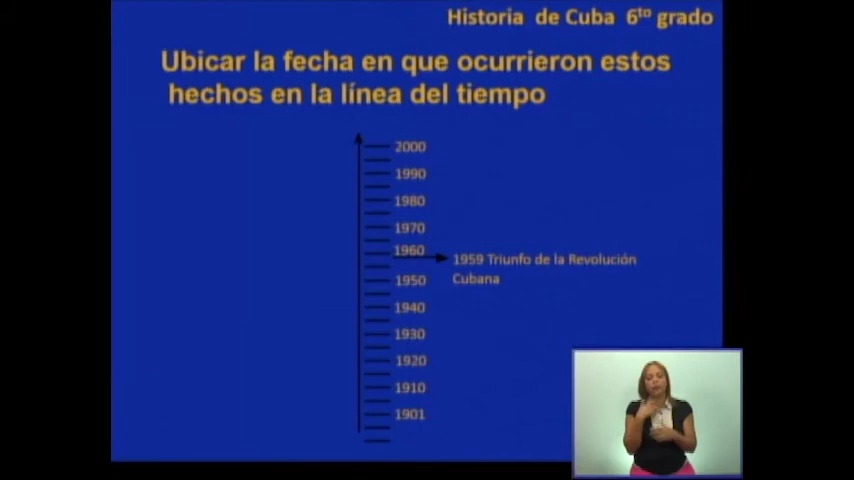 Historia de Cuba 6to grado
Ubicar la fecha en que ocurrieron estos
hechos en la línea del tiempo
2000
1990
1980
1970
1960
1959 Triunfo de la Revolución
Cubana
1950
1940
1930
1920
1910
1901